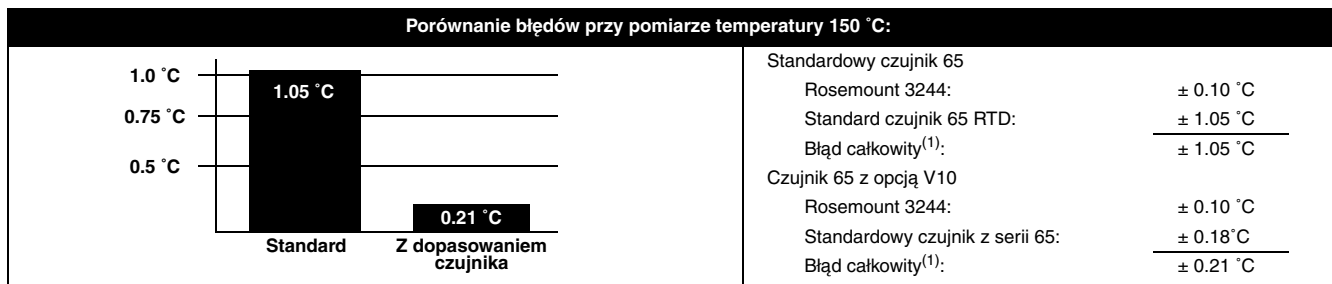 Porównanie błędów przy pomiarze temperatury 150 ˚C:
1.0 ˚C
0.75 ˚C
0.5 ˚C
1.05 ˚C
0.21 ˚C
Standard
Z dopasowaniem
czujnika
Standardowy czujnik 65
Rosemount 3244: ± 0.10 ˚C
Standard czujnik 65 RTD: ± 1.05 ˚C
Błąd całkowity(1): ± 1.05 ˚C
Czujnik 65 z opcją V10
Rosemount 3244: ± 0.10 ˚C
Standardowy czujnik z serii 65: ± 0.18˚C
Błąd całkowity(1): ± 0.21 ˚C